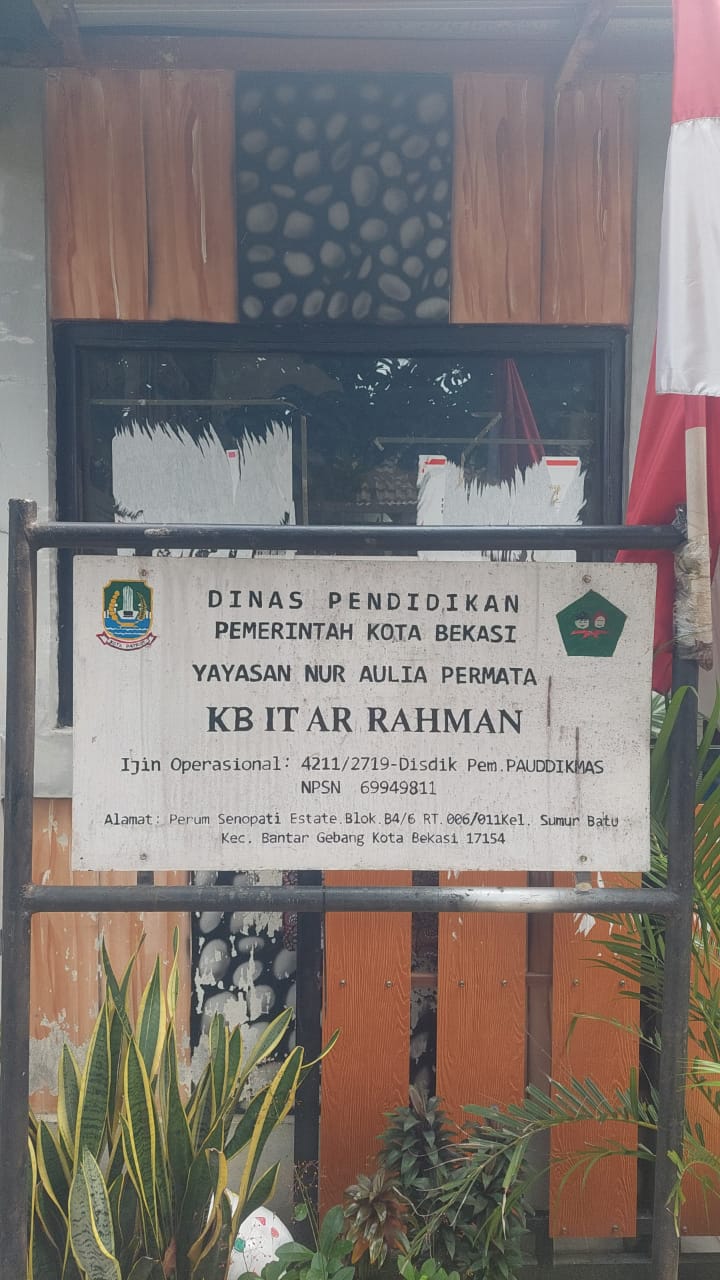 DINAS PENDIDIKAN
PEMERINTAH KOTA BEKASI
YAYASAN NUR AULIA PERMATA
KB IT AR RAHMAN
Ijin Operasional: 4211/2719-Disdik Pem.PAUDDIKMAS
NPSN 69949811
Alamat: Perum Senopati Estate.Blok.B4/6 RT.006/011Kel. Sumur Batu
Kec. Bantar Gebang Kota Bekasi 17154